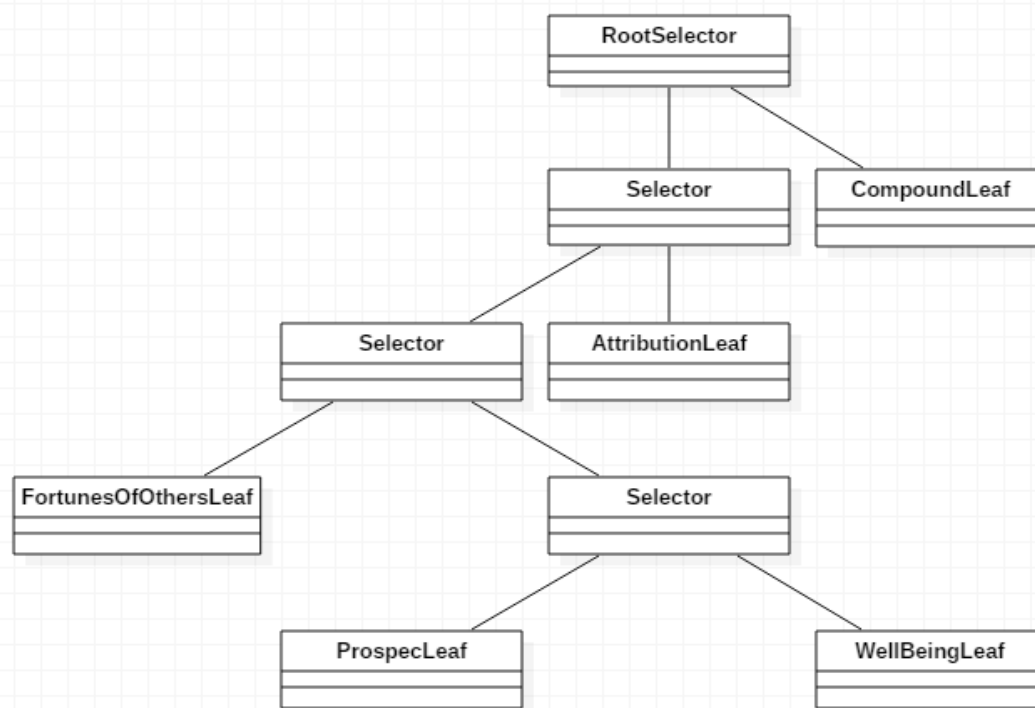 RootSelector
Selector
CompoundLeaf
Selector
AttributionLeaf
FortunesOfOthersLeaf
Selector
ProspecLeaf
WellBeingLeaf